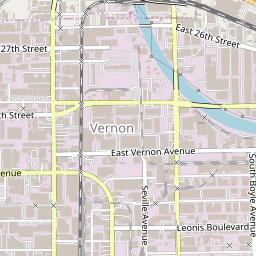 East 26th Street
27th Street
th Street
Vernon
East Vernon Avenue
venue
Seville Avenue
South Boyle Avenue
Leonis Boulevard